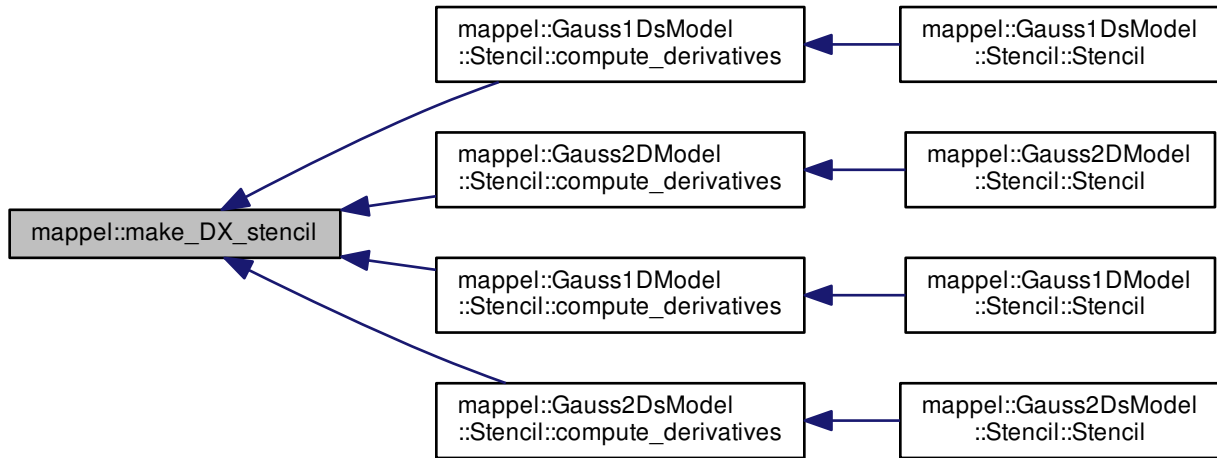 mappel::Gauss1DsModel
::Stencil::compute_derivatives
mappel::Gauss1DsModel
::Stencil::Stencil
mappel::Gauss2DModel
::Stencil::compute_derivatives
mappel::Gauss2DModel
::Stencil::Stencil
mappel::make_DX_stencil
mappel::Gauss1DModel
::Stencil::compute_derivatives
mappel::Gauss1DModel
::Stencil::Stencil
mappel::Gauss2DsModel
::Stencil::compute_derivatives
mappel::Gauss2DsModel
::Stencil::Stencil